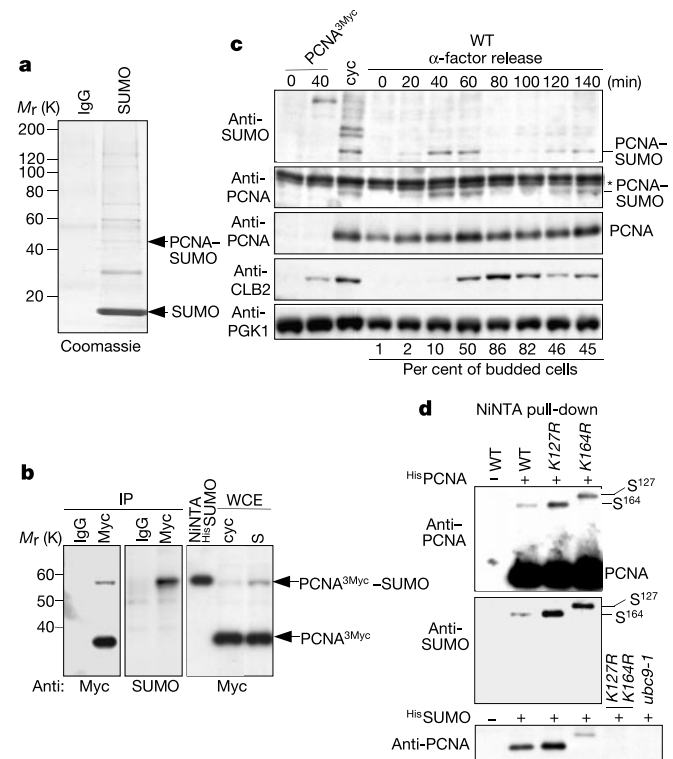 a
Mr (K)
IgG
SUMO
200
120
100
80
60
40
20
PCNA–
SUMO
SUMO
Coomassie
b
IP
WCE
Mr (K)
IgG
Myc
IgG
Myc
NiNTA
HisSUMO
cyc
S
60
50
40
PCNA3Myc–SUMO
PCNA3Myc
Anti: Myc SUMO Myc
c
PCNA3Myc
cyc
WT
α-factor release
0 40 0 20 40 60 80 100 120 140 (min)
Anti-
SUMO
PCNA–
SUMO
Anti-
PCNA
* PCNA–
SUMO
Anti-
PCNA
PCNA
Anti-
CLB2
Anti-
PGK1
1 2 10 50 86 82 46 45
Per cent of budded cells
d
NiNTA pull-down
WT
WT
K127R
K164R
HisPCNA – + + +
S127
S164
Anti-
PCNA
PCNA
Anti-
SUMO
S127
S164
K127R
K164R
ubc9-1
HisSUMO – + + + + +
Anti-PCNA